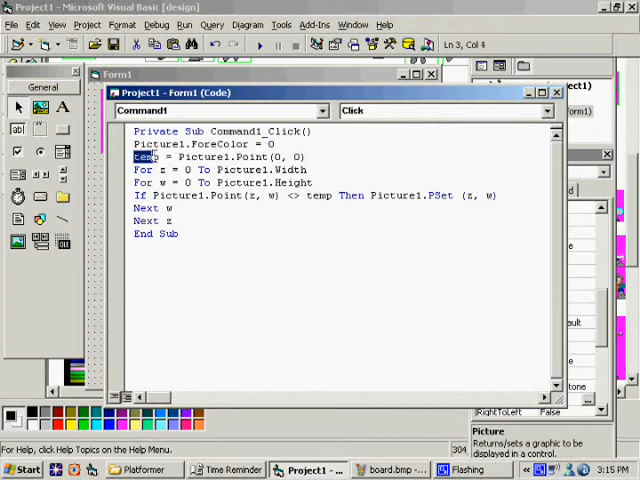 Project1 - Microsoft Visual Basic [design]
File Edit View Project Format Debug Run Query Diagram Tools Add-Ins Window Help
Ln 3, Col 4
General
Form1
Project1 - Form1 (Code)
Command1
Click
Private Sub Command1_Click()
Picture1.ForeColor = 0
temp = Picture1.Point(0, 0)
For z = 0 To Picture1.Width
For w = 0 To Picture1.Height
If Picture1.Point(z, w) <> temp Then Picture1.PSet (z, w)
Next w
Next z
End Sub
A
ab|
RightToLeft False
Picture
Returns/sets a graphic to be displayed in a control.
For Help, click Help Topics on the Help Menu.
304
Start
Platformer
Time Reminder
Project1 - ...
board.bmp -...
Flashing
3:15 PM